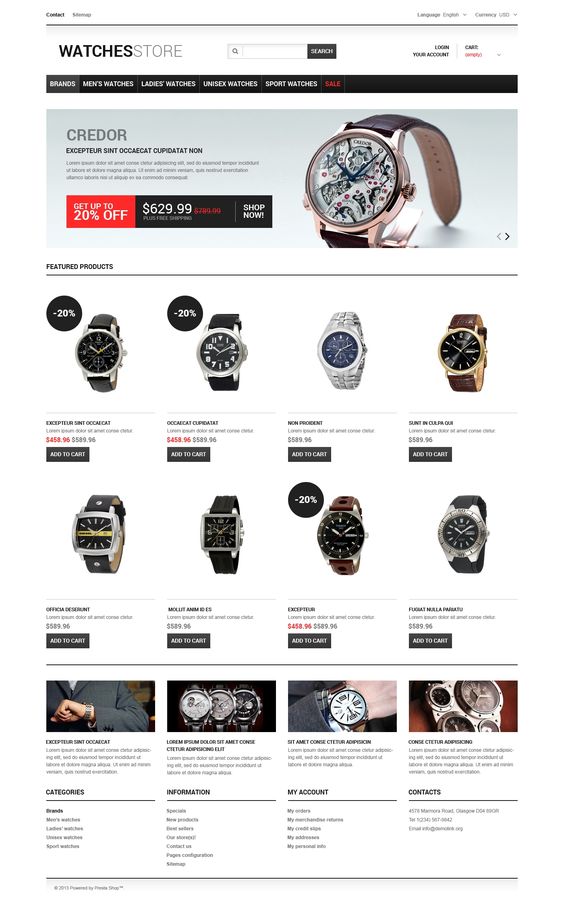 Contact Sitemap
Language English Currency USD
WATCHESSTORE
SEARCH
LOGIN
YOUR ACCOUNT
CART:
(empty)
BRANDS MEN'S WATCHES LADIES' WATCHES UNISEX WATCHES SPORT WATCHES SALE
CREDOR
EXCEPTEUR SINT OCCAECAT CUPIDATAT NON
Lorem ipsum dolor sit amet conse ctetur adipisicing elit, sed do eiusmod tempor incididunt
ut labore et dolore magna aliqua. Ut enim ad minim veniam, quis nostrud exercitation
ullamco laboris nisi ut aliquip ex ea commodo consequat
GET UP TO
20% OFF
$629.99 $789.99
PLUS FREE SHIPPING
SHOP
NOW!
CREDOR
FEATURED PRODUCTS
-20%
-20%
EXCEPTEUR SINT OCCAECAT
Lorem ipsum dolor sit amet conse ctetur.
$458.96 $589.96
ADD TO CART
OCCAECAT CUPIDATAT
Lorem ipsum dolor sit amet conse ctetur.
$458.96 $589.96
ADD TO CART
NON PROIDENT
Lorem ipsum dolor sit amet conse ctetur.
$589.96
ADD TO CART
SUNT IN CULPA QUI
Lorem ipsum dolor sit amet conse ctetur.
$589.96
ADD TO CART
-20%
OFFICIA DESERUNT
Lorem ipsum dolor sit amet conse ctetur.
$589.96
ADD TO CART
MOLLIT ANIM ID ES
Lorem ipsum dolor sit amet conse ctetur.
$589.96
ADD TO CART
EXCEPTEUR
Lorem ipsum dolor sit amet conse ctetur.
$458.96 $589.96
ADD TO CART
FUGIAT NULLA PARIATU
Lorem ipsum dolor sit amet conse ctetur.
$589.96
ADD TO CART
EXCEPTEUR SINT OCCAECAT
Lorem ipsum dolor sit amet conse ctetur adipisic-
ing elit, sed do eiusmod tempor incididunt ut
labore et dolore magna aliqua. Ut enim ad minim
veniam, quis nostrud exercitation.
LOREM IPSUM DOLOR SIT AMET CONSE
CTETUR ADIPISICING ELIT
Lorem ipsum dolor sit amet conse ctetur adipisic-
ing elit, sed do eiusmod tempor incididunt ut
labore et dolore magna aliqua.
SIT AMET CONSE CTETUR ADIPISICIN
Lorem ipsum dolor sit amet conse ctetur adipisic-
ing elit, sed do eiusmod tempor incididunt ut
labore et dolore magna aliqua.
CONSE CTETUR ADIPISICING
Lorem ipsum dolor sit amet conse ctetur adipisic-
ing elit, sed do eiusmod tempor incididunt ut
labore et dolore magna aliqua. Ut enim ad minim
veniam, quis nostrud exercitation.
CATEGORIES
Brands
Men's watches
Ladies' watches
Unisex watches
Sport watches
INFORMATION
Specials
New products
Best sellers
Our store(s)!
Contact us
Pages configuration
Sitemap
MY ACCOUNT
My orders
My merchandise returns
My credit slips
My addresses
My personal info
CONTACTS
4578 Marmora Road, Glasgow D04 89GR
Tel 1(234) 567-9842
Email info@demolink.org
© 2013 Powered by Presta Shop™.